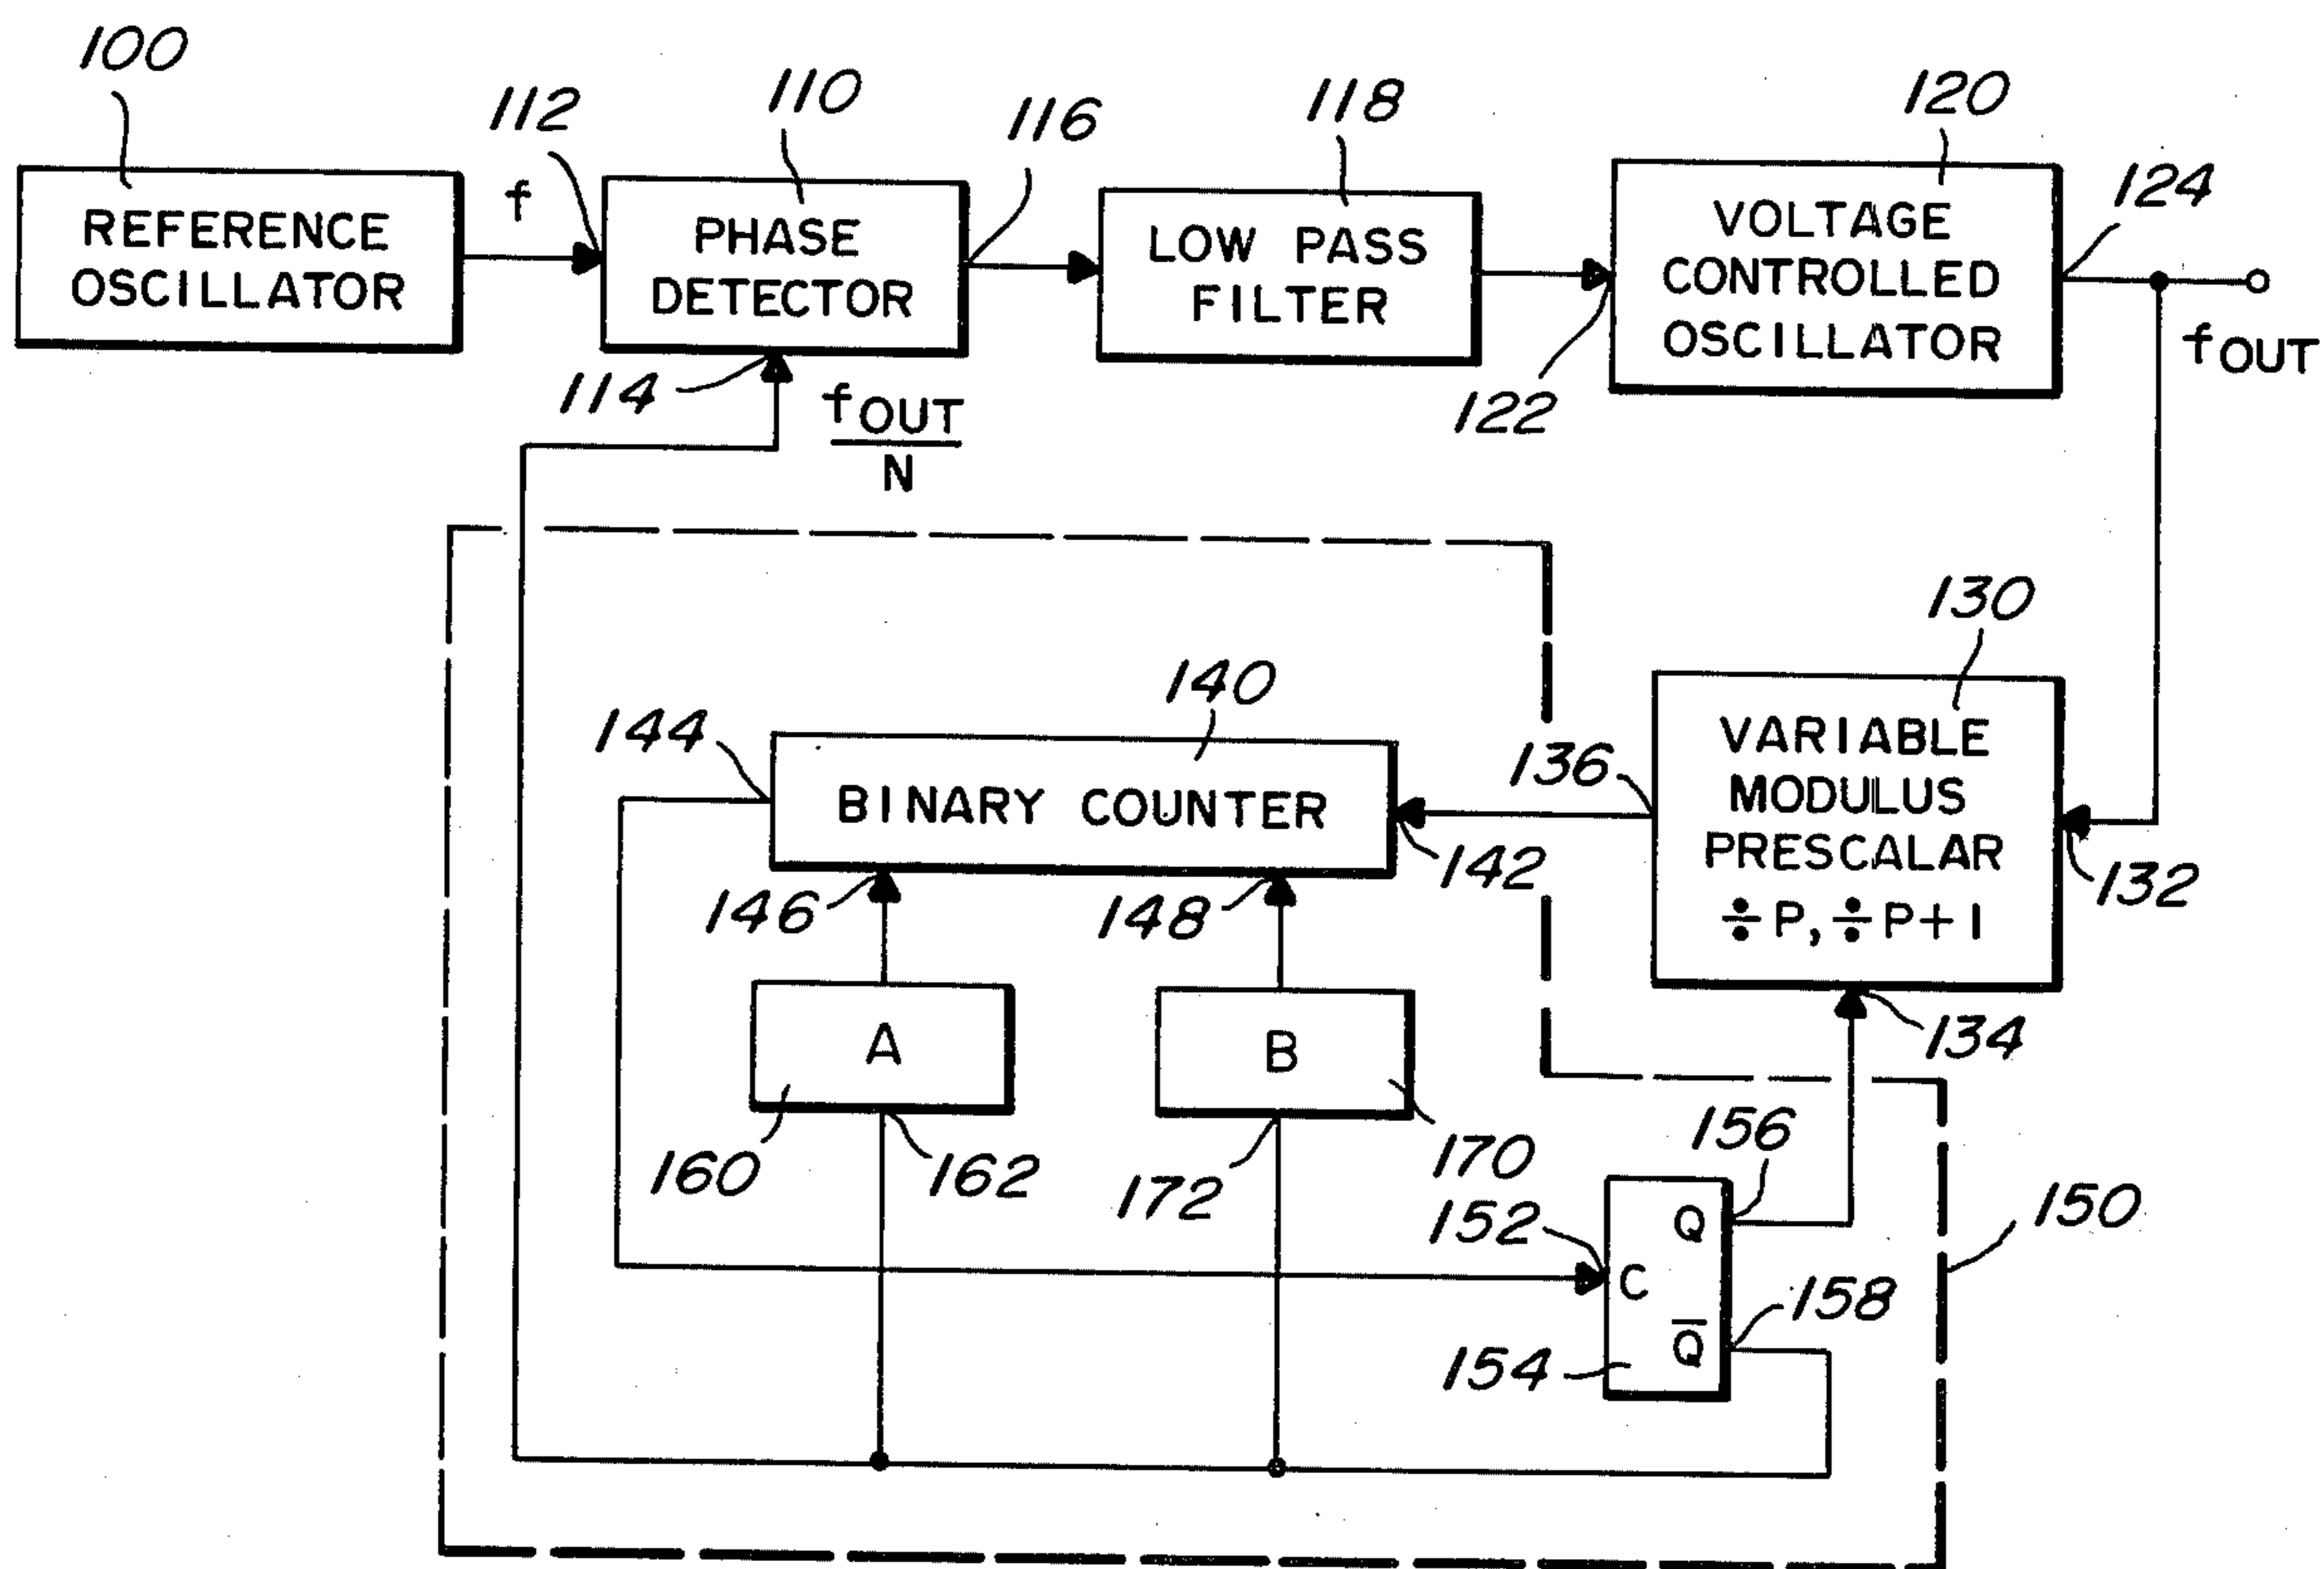 100
112
110
116
118
120
124
f
REFERENCE
OSCILLATOR
PHASE
DETECTOR
LOW PASS
FILTER
VOLTAGE
CONTROLLED
OSCILLATOR
fOUT
114
fOUT
N
122
130
140
144
136
BINARY COUNTER
VARIABLE
MODULUS
PRESCALAR
÷P, ÷P+1
142
132
146
148
134
A
B
160
162
172
170
156
152
150
Q
C
Q̅
158
154